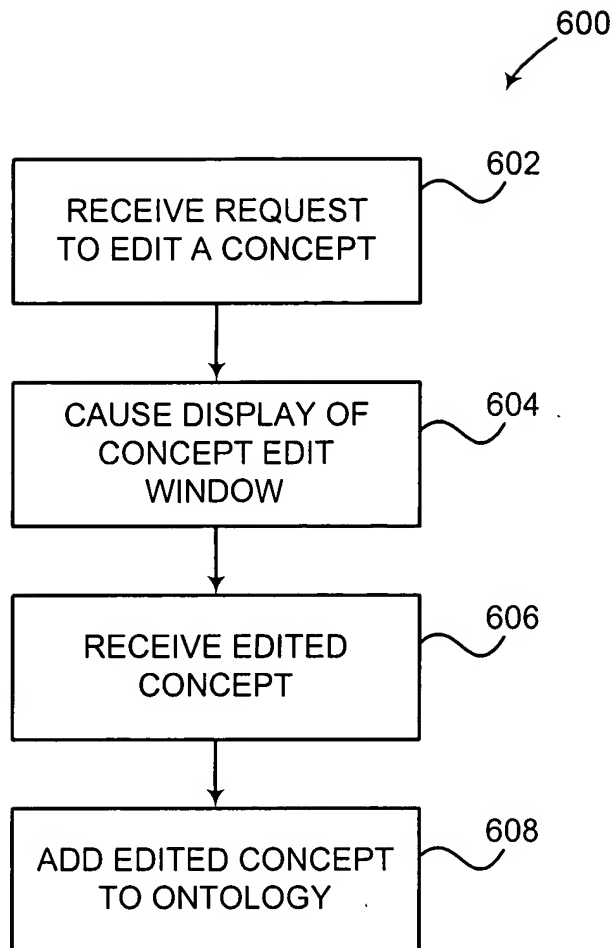 600
602
RECEIVE REQUEST
TO EDIT A CONCEPT
604
CAUSE DISPLAY OF
CONCEPT EDIT
WINDOW
606
RECEIVE EDITED
CONCEPT
608
ADD EDITED CONCEPT
TO ONTOLOGY